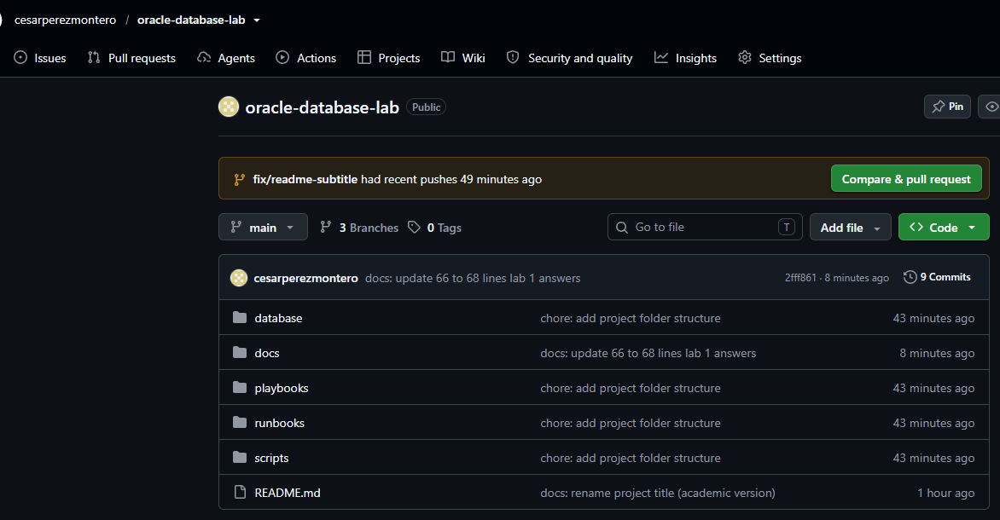 cesarperezmontero / oracle-database-lab
Issues Pull requests Agents Actions Projects Wiki Security and quality Insights Settings
oracle-database-lab Public Pin
fix/readme-subtitle had recent pushes 49 minutes ago Compare & pull request
main 3 Branches 0 Tags Go to file T Add file Code
cesarperezmontero docs: update 66 to 68 lines lab 1 answers 2fff861 · 8 minutes ago 9 Commits
database chore: add project folder structure 43 minutes ago
docs docs: update 66 to 68 lines lab 1 answers 8 minutes ago
playbooks chore: add project folder structure 43 minutes ago
runbooks chore: add project folder structure 43 minutes ago
scripts chore: add project folder structure 43 minutes ago
README.md docs: rename project title (academic version) 1 hour ago